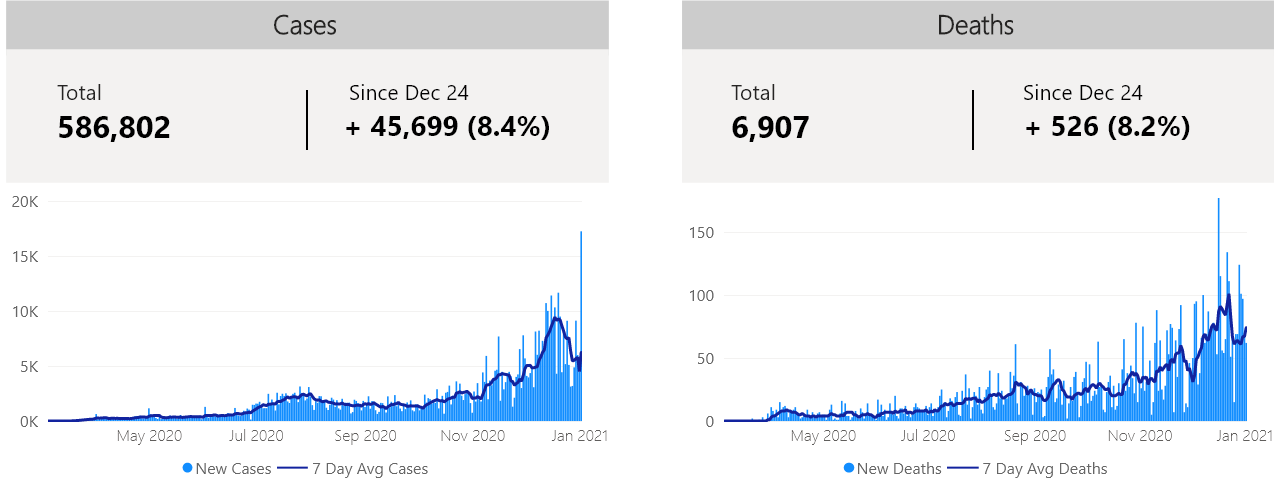 Cases
Total
Since Dec 24
586,802
+ 45,699 (8.4%)
20K
15K
10K
5K
0K
May 2020 Jul 2020 Sep 2020 Nov 2020 Jan 2021
New Cases 7 Day Avg Cases
Deaths
Total
Since Dec 24
6,907
+ 526 (8.2%)
150
100
50
0
May 2020 Jul 2020 Sep 2020 Nov 2020 Jan 2021
New Deaths 7 Day Avg Deaths